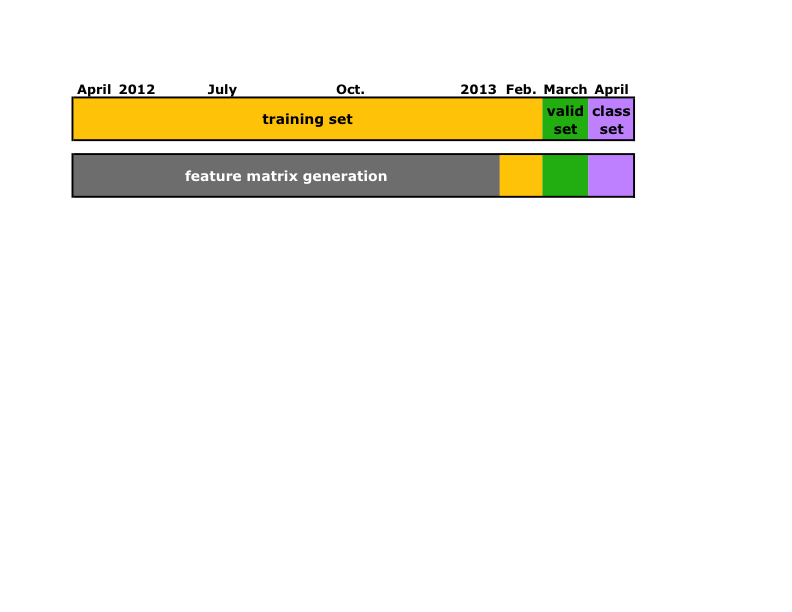 April 2012 July Oct. 2013 Feb. March April
training set
valid set
class set
feature matrix generation